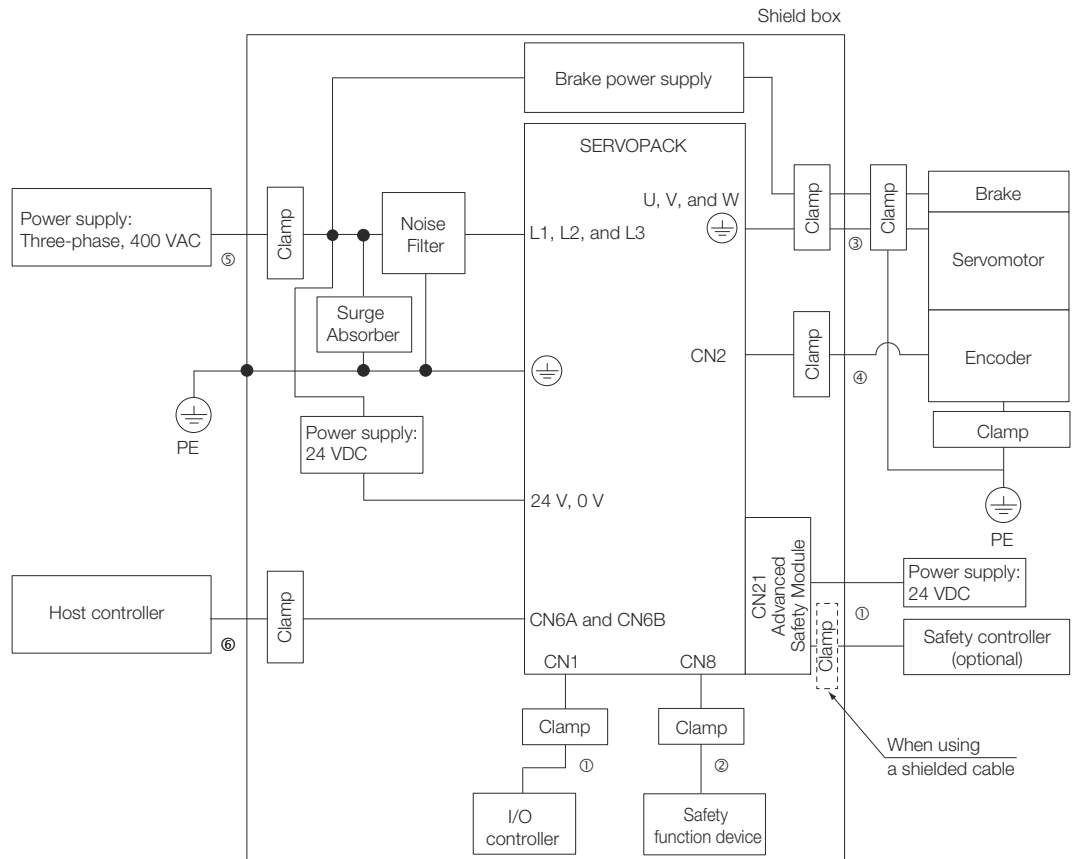 Shield box
Brake power supply
SERVOPACK
Power supply:
Three-phase, 400 VAC
⑤
Clamp
Noise
Filter
L1, L2, and L3
U, V, and W
Clamp
③
Clamp
Brake
Servomotor
Surge
Absorber
CN2
Clamp
④
Encoder
Clamp
PE
PE
Power supply:
24 VDC
24 V, 0 V
CN21
Advanced
Safety Module
Power supply:
24 VDC
①
Clamp
Safety controller
(optional)
Host controller
⑥
Clamp
CN6A and CN6B
CN1
CN8
Clamp
Clamp
①
②
When using
a shielded cable
I/O
controller
Safety
function device